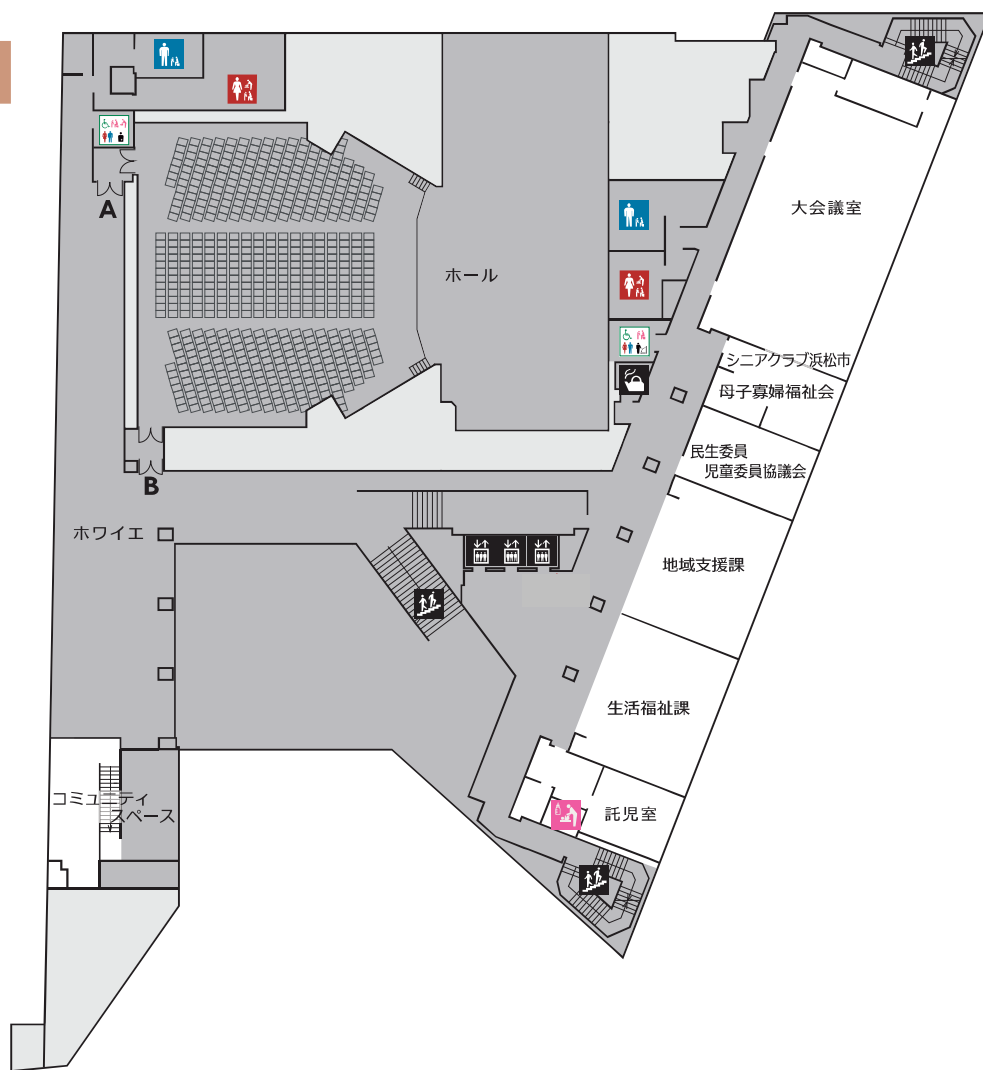 大会議室
A
ホール
シニアクラブ浜松市
母子寡婦福祉会
民生委員
児童委員協議会
B
ホワイエ
地域支援課
生活福祉課
コミュニティ
スペース
託児室